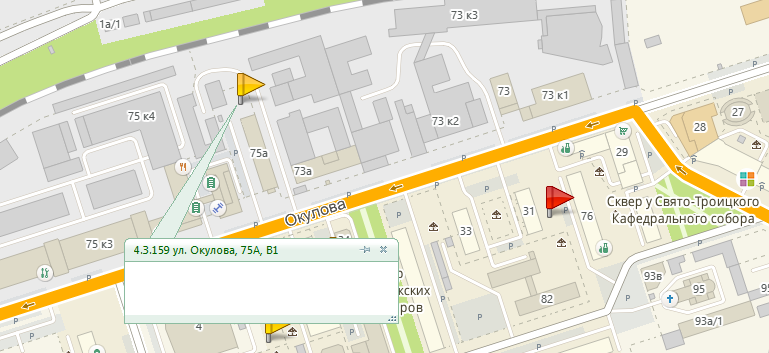 1а/1
73 к3
73
73 к1
75 к4
73 к2
27
28
75а
29
73а
Окулова
Сквер у Свято-Троицкого
Кафедрального собора
31
76
33
75 к3
4.3.159 ул. Окулова, 75А, В1
93в
95
82
93а/1
4